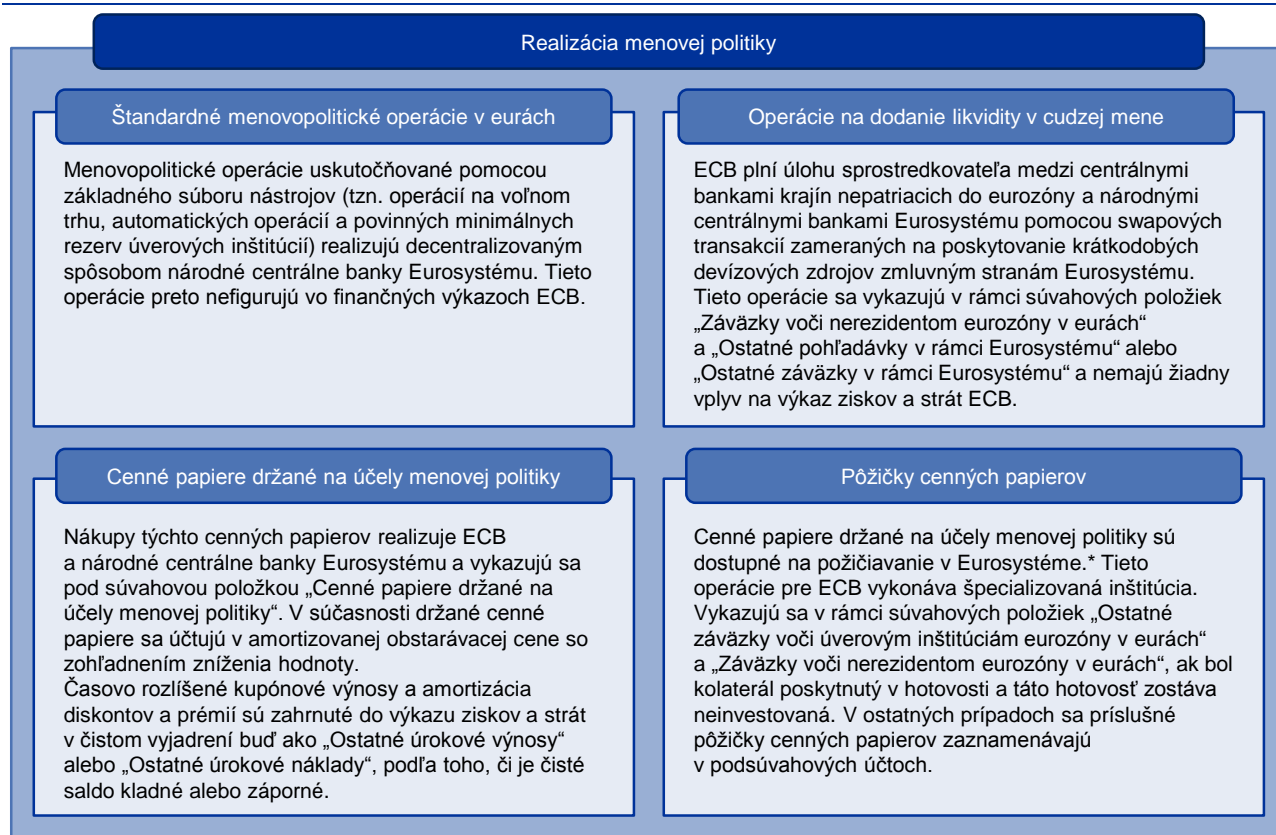 Realizácia menovej politiky
Štandardné menovopolitické operácie v eurách
Menovopolitické operácie uskutočňované pomocou
základného súboru nástrojov (tzn. operácií na voľnom
trhu, automatických operácií a povinných minimálnych
rezerv úverových inštitúcií) realizujú decentralizovaným
spôsobom národné centrálne banky Eurosystému. Tieto
operácie preto nefigurujú vo finančných výkazoch ECB.
Operácie na dodanie likvidity v cudzej mene
ECB plní úlohu sprostredkovateľa medzi centrálnymi
bankami krajín nepatriacich do eurozóny a národnými
centrálnymi bankami Eurosystému pomocou swapových
transakcií zameraných na poskytovanie krátkodobých
devízových zdrojov zmluvným stranám Eurosystému.
Tieto operácie sa vykazujú v rámci súvahových položiek
„Záväzky voči nerezidentom eurozóny v eurách“
a „Ostatné pohľadávky v rámci Eurosystému“ alebo
„Ostatné záväzky v rámci Eurosystému“ a nemajú žiadny
vplyv na výkaz ziskov a strát ECB.
Cenné papiere držané na účely menovej politiky
Nákupy týchto cenných papierov realizuje ECB
a národné centrálne banky Eurosystému a vykazujú sa
pod súvahovou položkou „Cenné papiere držané na
účely menovej politiky“. V súčasnosti držané cenné
papiere sa účtujú v amortizovanej obstarávacej cene so
zohľadnením zníženia hodnoty.
Časovo rozlíšené kupónové výnosy a amortizácia
diskontov a prémií sú zahrnuté do výkazu ziskov a strát
v čistom vyjadrení buď ako „Ostatné úrokové výnosy“
alebo „Ostatné úrokové náklady“, podľa toho, či je čisté
saldo kladné alebo záporné.
Pôžičky cenných papierov
Cenné papiere držané na účely menovej politiky sú
dostupné na požičiavanie v Eurosystéme.* Tieto
operácie pre ECB vykonáva špecializovaná inštitúcia.
Vykazujú sa v rámci súvahových položiek „Ostatné
záväzky voči úverovým inštitúciám eurozóny v eurách“
a „Záväzky voči nerezidentom eurozóny v eurách“, ak bol
kolaterál poskytnutý v hotovosti a táto hotovosť zostáva
neinvestovaná. V ostatných prípadoch sa príslušné
pôžičky cenných papierov zaznamenávajú
v podsúvahových účtoch.